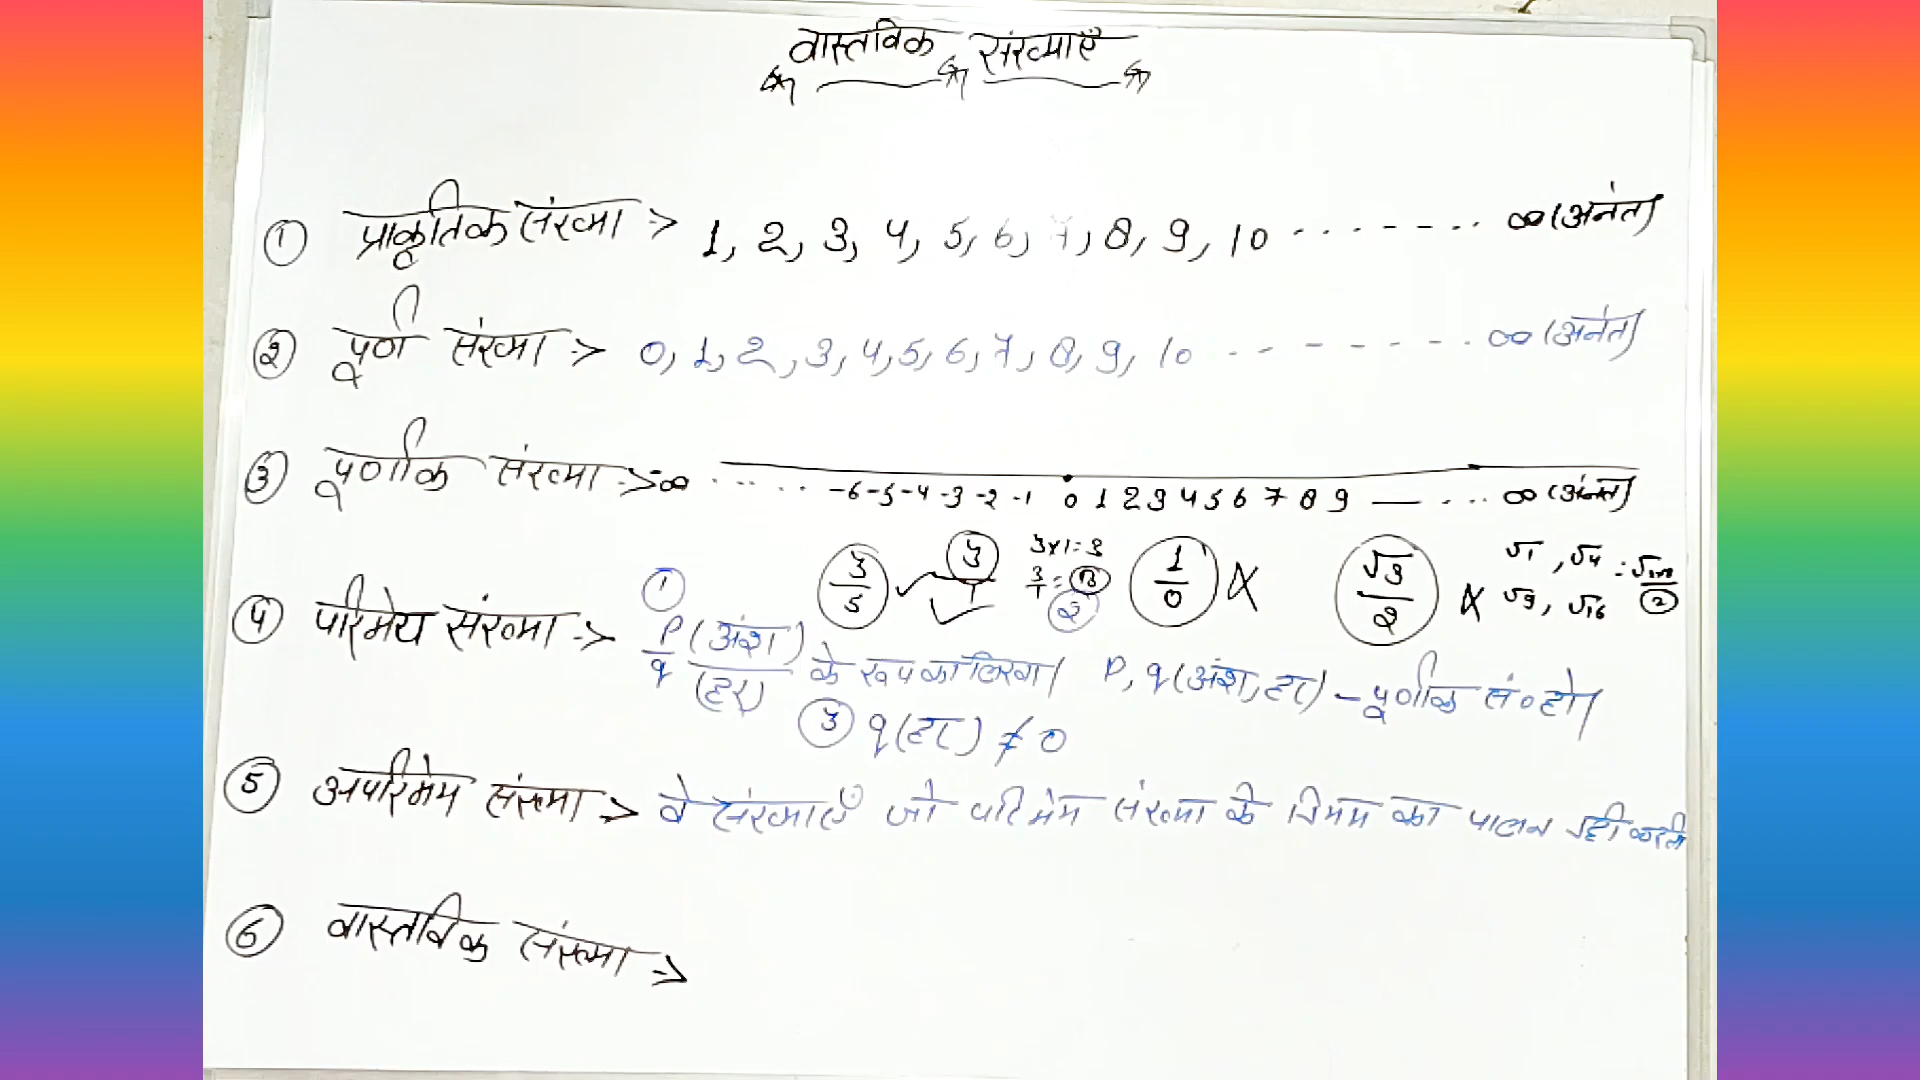 वास्तविक संख्याएँ
① प्राकृतिक संख्या :-> 1, 2, 3, 4, 5, 6, 7, 8, 9, 10 ........ ∞ (अनंत)
② पूर्ण संख्या :-> 0, 1, 2, 3, 4, 5, 6, 7, 8, 9, 10 -------- ∞ (अनंत)
③ पूर्णांक संख्या :-> -∞ ..... -6 -5 -4 -3 -2 -1 0 1 2 3 4 5 6 7 8 9 — ... ∞ (अनंत)
3/5 ✓ 3/1 ✓ 3×1=3 3/1=③ 1/0 × √3/2 × √1, √4 = √2×2 ②
√3, √16
④ परिमेय संख्या :-> ① P (अंश) / q (हर) के रूप का लिखा। ② P, q (अंश, हर) - पूर्णांक सं० हो।
③ q (हर) ≠ 0
⑤ अपरिमेय संख्या :-> वे संख्याएँ जो परिमेय संख्या के नियम का पालन नहीं करती
⑥ वास्तविक संख्या :->